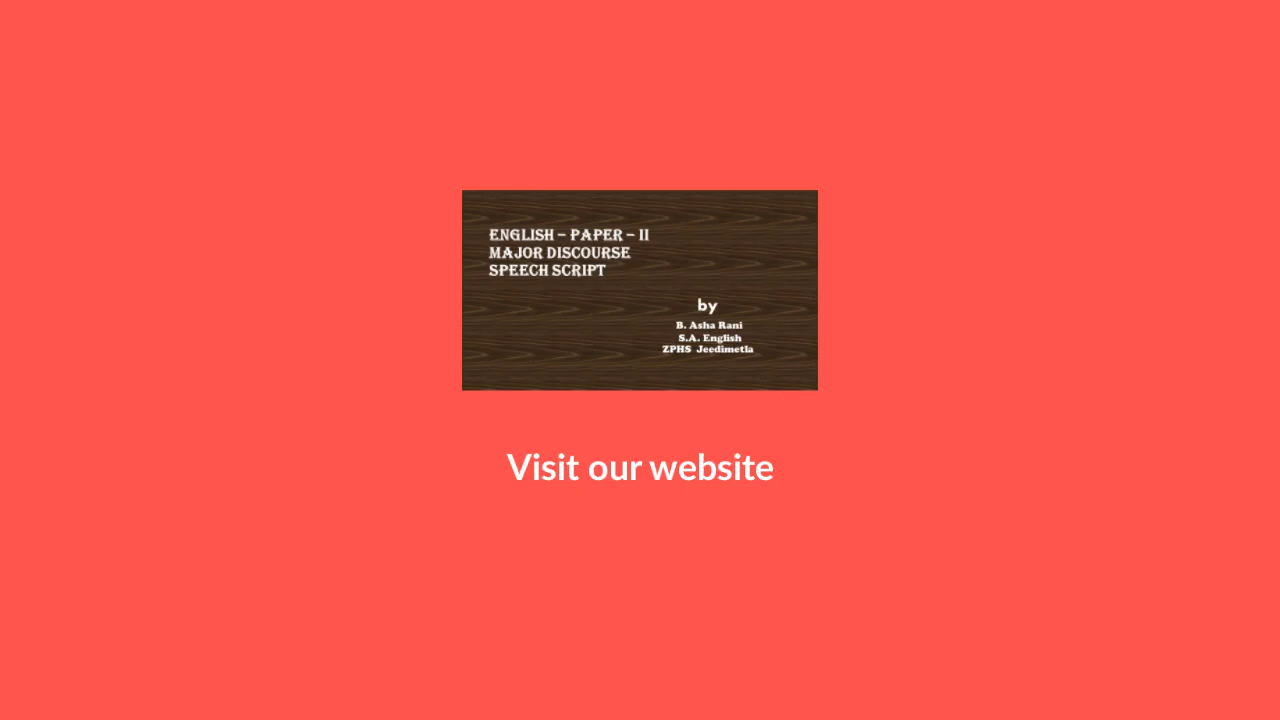 ENGLISH – PAPER – II
MAJOR DISCOURSE
SPEECH SCRIPT
by
B. Asha Rani
S.A. English
ZPHS Jeedimetla
Visit our website